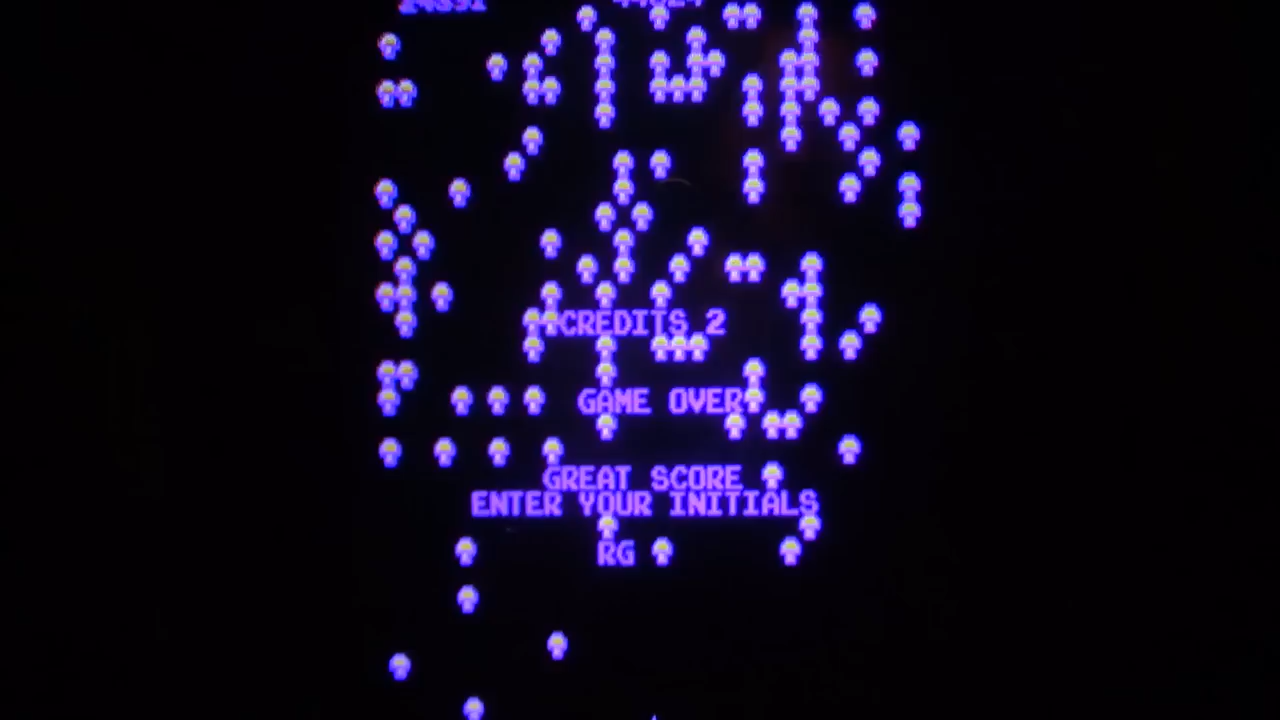 CREDITS 2
GAME OVER
GREAT SCORE
ENTER YOUR INITIALS
RG